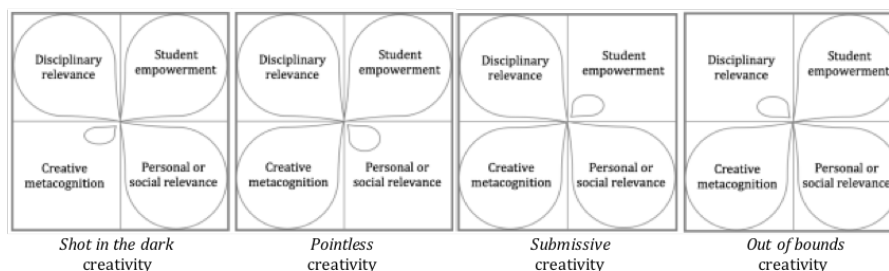 Disciplinary
relevance
Student
empowerment
Creative
metacognition
Personal or
social relevance
Shot in the dark
creativity
Disciplinary
relevance
Student
empowerment
Creative
metacognition
Personal or
social relevance
Pointless
creativity
Disciplinary
relevance
Student
empowerment
Creative
metacognition
Personal or
social relevance
Submissive
creativity
Disciplinary
relevance
Student
empowerment
Creative
metacognition
Personal or
social relevance
Out of bounds
creativity